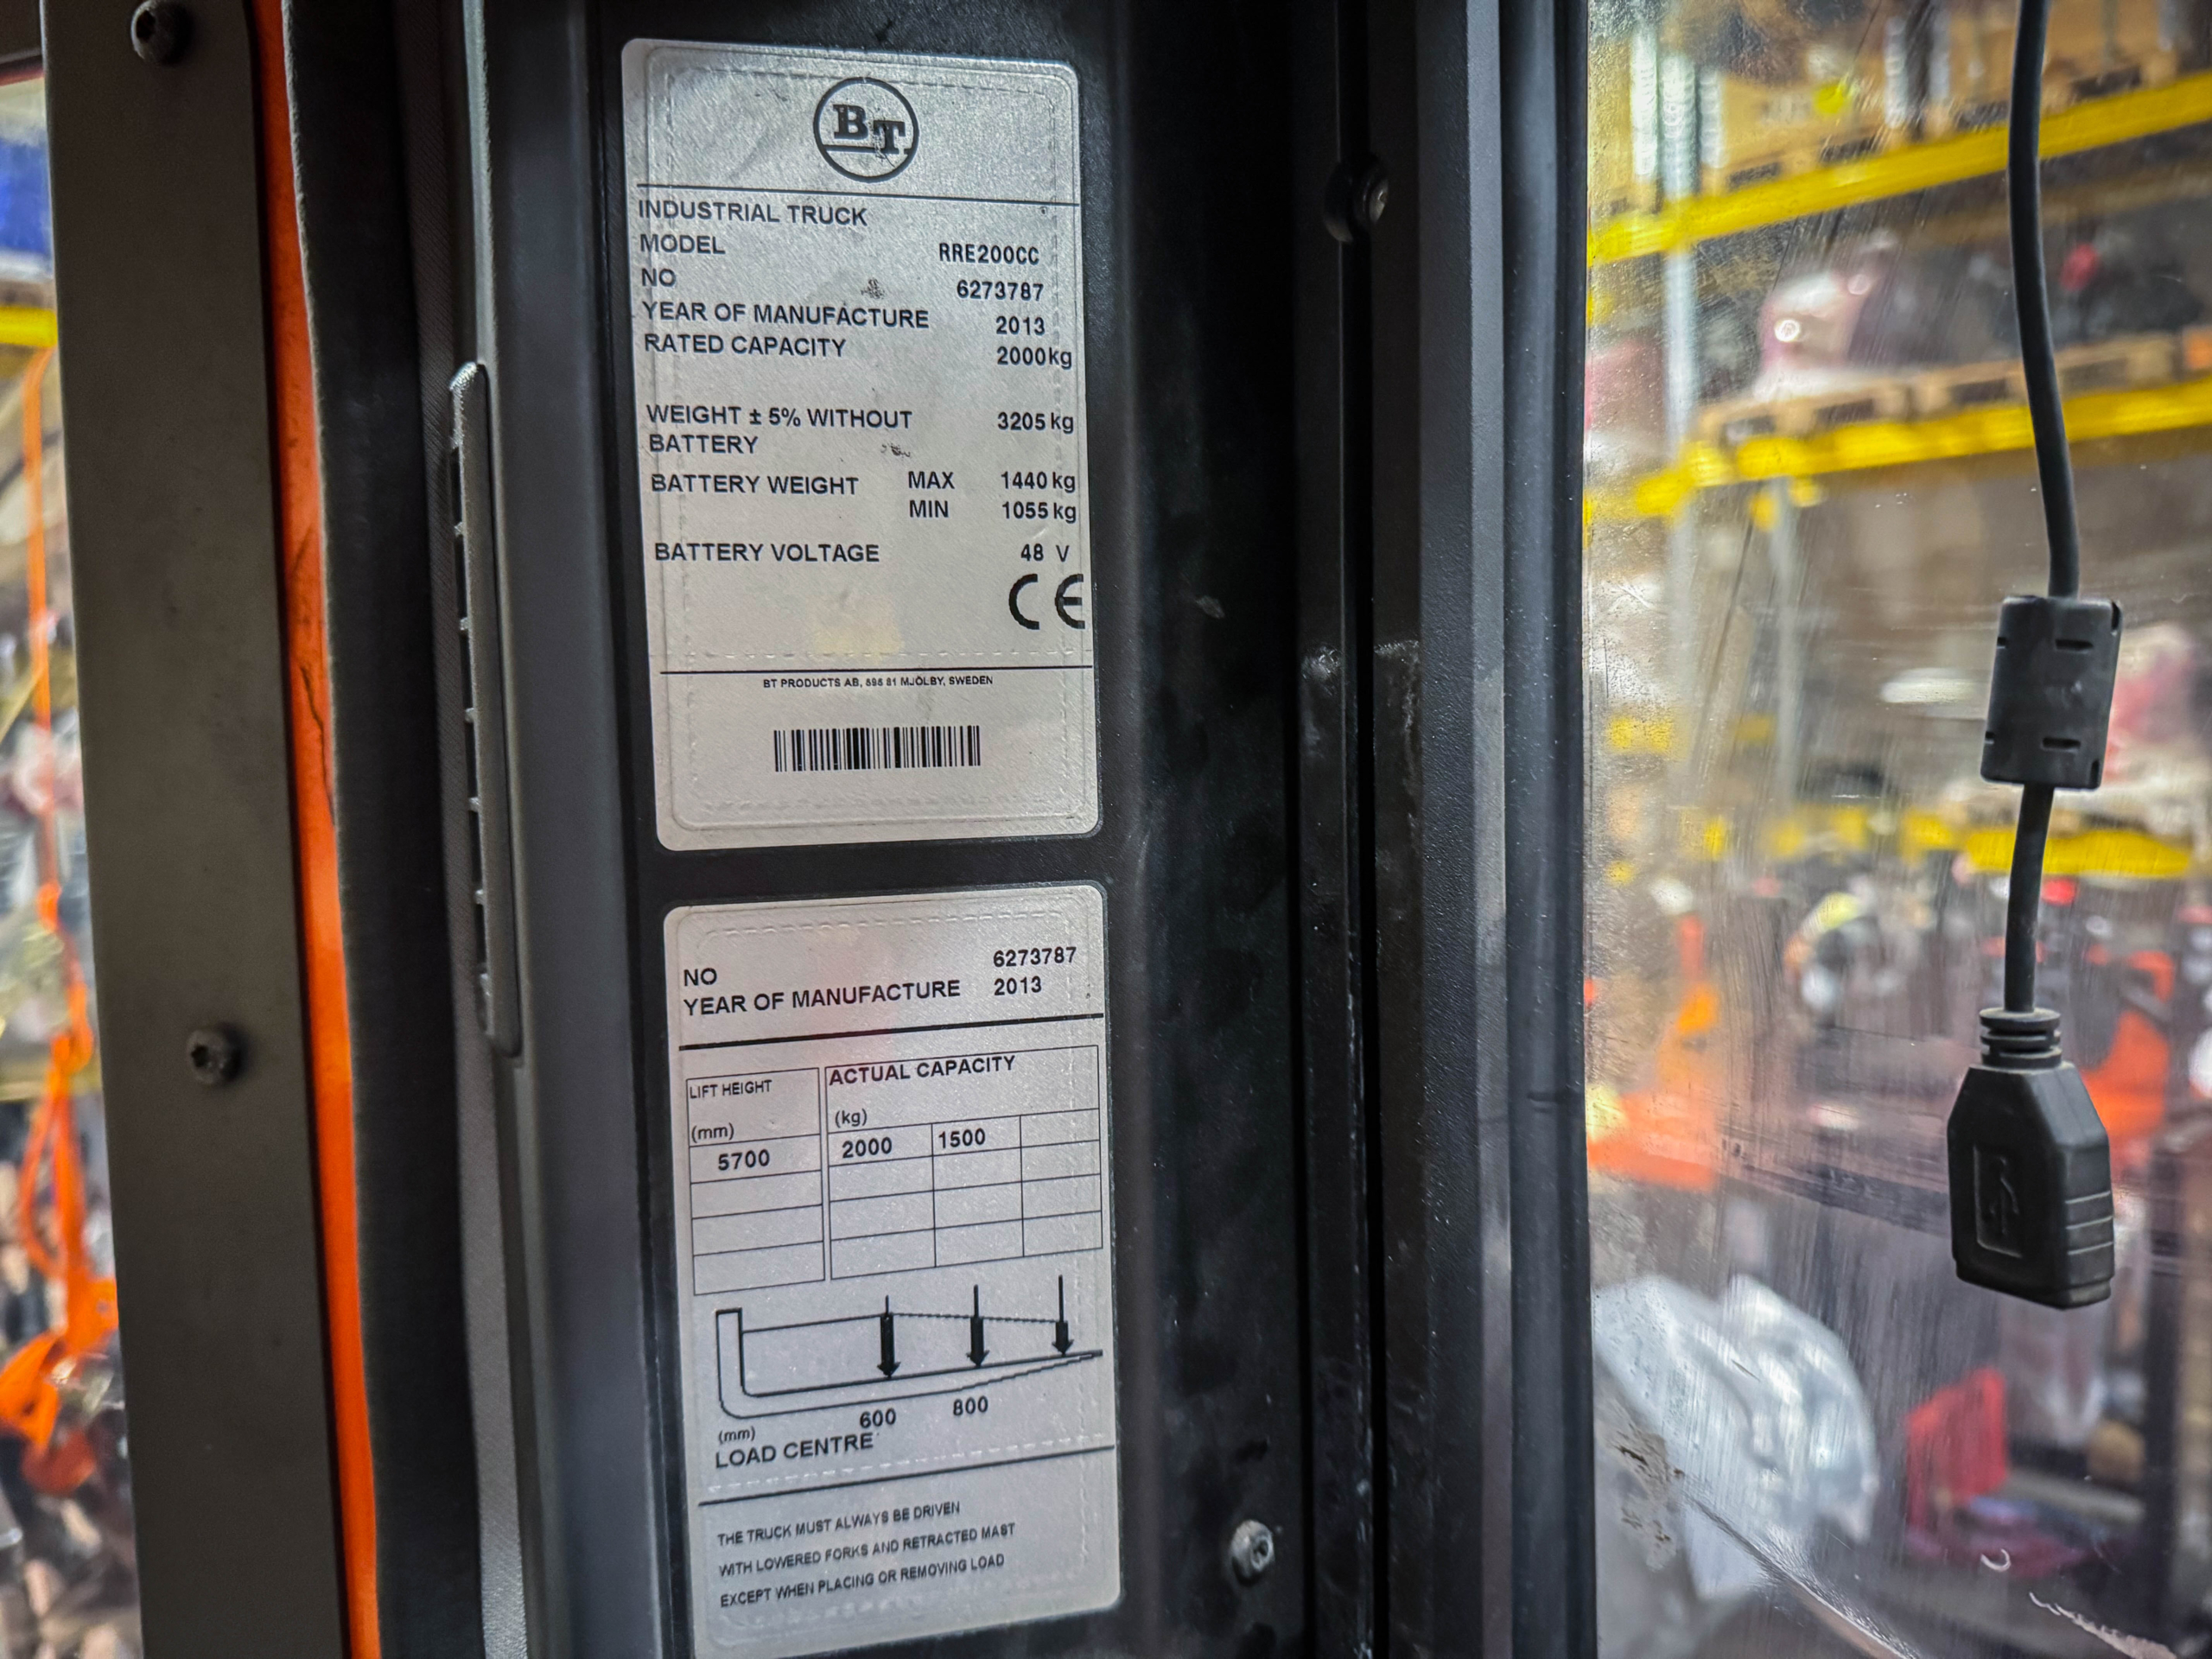 BT
INDUSTRIAL TRUCK
MODEL RRE200CC
NO 6273787
YEAR OF MANUFACTURE 2013
RATED CAPACITY 2000kg
WEIGHT ± 5% WITHOUT 3205 kg
BATTERY
BATTERY WEIGHT MAX 1440 kg
MIN 1055 kg
BATTERY VOLTAGE 48 V
CE
BT PRODUCTS AB, 595 81 MJÖLBY, SWEDEN
NO 6273787
YEAR OF MANUFACTURE 2013
LIFT HEIGHT ACTUAL CAPACITY
(mm) (kg)
5700 2000 1500
600 800
(mm)
LOAD CENTRE
THE TRUCK MUST ALWAYS BE DRIVEN
WITH LOWERED FORKS AND RETRACTED MAST
EXCEPT WHEN PLACING OR REMOVING LOAD